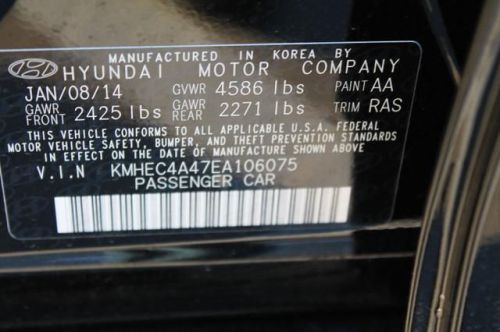 MANUFACTURED IN KOREA BY
HYUNDAI MOTOR COMPANY
JAN/08/14 GVWR 4586 lbs PAINT AA
GAWR FRONT 2425 lbs GAWR REAR 2271 lbs TRIM RAS
THIS VEHICLE CONFORMS TO ALL APPLICABLE U.S.A. FEDERAL
MOTOR VEHICLE SAFETY, BUMPER, AND THEFT PREVENTION
STANDARDS IN EFFECT ON THE DATE OF MANUFACTURE SHOWN ABOVE.
V.I.N KMHEC4A47EA106075
PASSENGER CAR